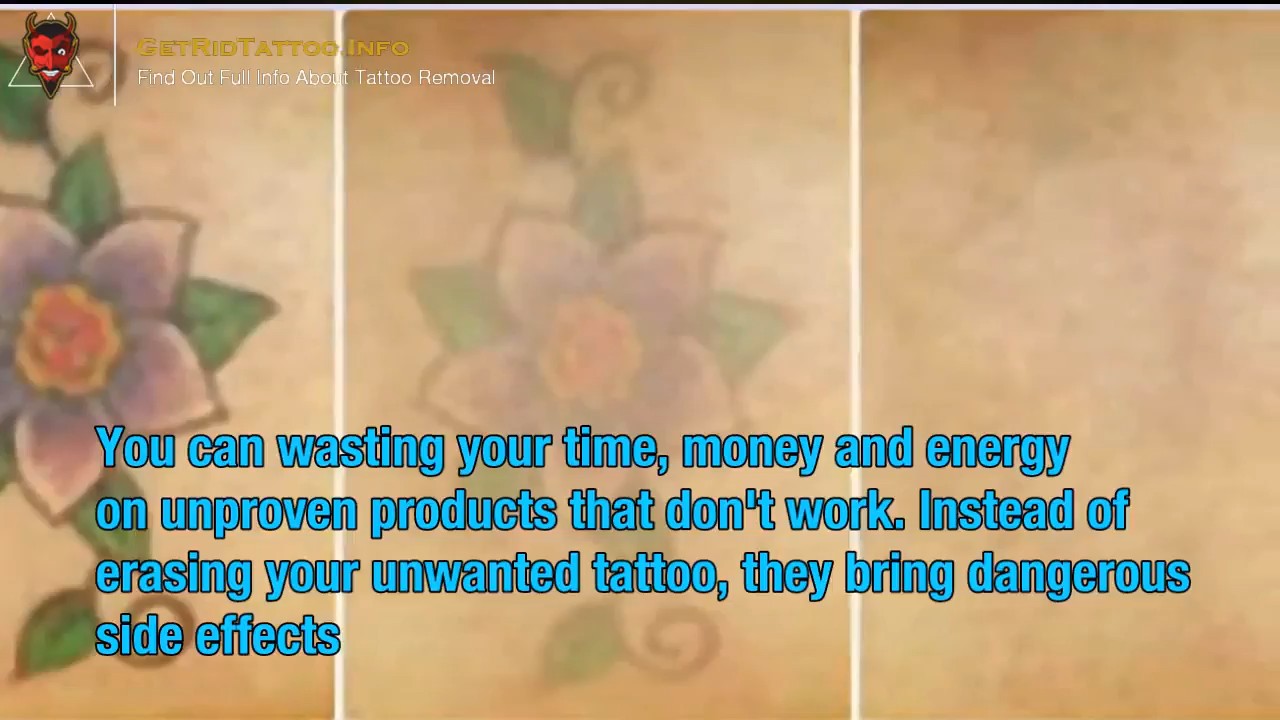 GetRidTattoo.Info
Find Out Full Info About Tattoo Removal
You can wasting your time, money and energy
on unproven products that don't work. Instead of
erasing your unwanted tattoo, they bring dangerous
side effects